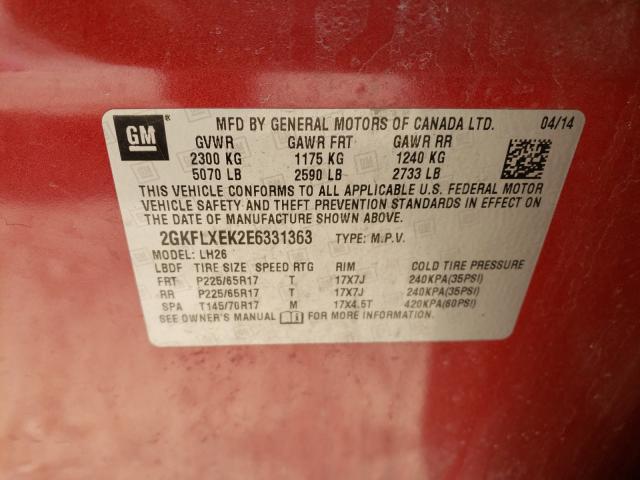 GM ®
MFD BY GENERAL MOTORS OF CANADA LTD. 04/14
GVWR GAWR FRT GAWR RR
2300 KG 1175 KG 1240 KG
5070 LB 2590 LB 2733 LB
THIS VEHICLE CONFORMS TO ALL APPLICABLE U.S. FEDERAL MOTOR
VEHICLE SAFETY AND THEFT PREVENTION STANDARDS IN EFFECT ON
THE DATE OF MANUFACTURE SHOWN ABOVE.
2GKFLXEK2E6331363 TYPE: M.P.V.
MODEL: LH26
LBDF TIRE SIZE SPEED RTG RIM COLD TIRE PRESSURE
FRT P225/65R17 T 17X7J 240KPA(35PSI)
RR P225/65R17 T 17X7J 240KPA(35PSI)
SPA T145/70R17 M 17X4.5T 420KPA(60PSI)
SEE OWNER'S MANUAL FOR MORE INFORMATION